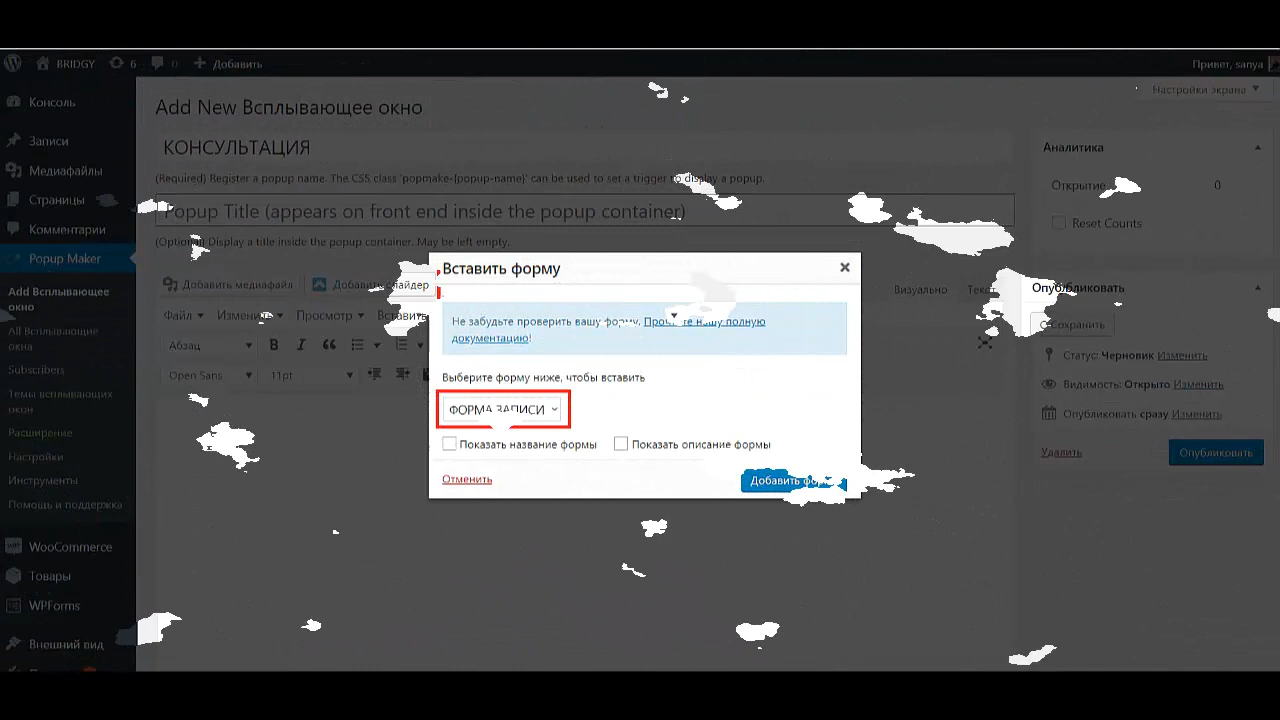 BRIDGY 6 0 Добавить
Привет, sanya
Настройки экрана
Консоль
Записи
Медиафайлы
Страницы
Комментарии
Popup Maker
Add Всплывающее
окно
All Всплывающие
окна
Subscribers
Темы всплывающих
окон
Расширение
Настройки
Инструменты
Помощь и поддержка
WooCommerce
Товары
WPForms
Внешний вид
Add New Всплывающее окно
КОНСУЛЬТАЦИЯ
(Required) Register a popup name. The CSS class `popmake-{popup-name}` can be used to set a trigger to display a popup.
Popup Title (appears on front end inside the popup container)
(Optional) Display a title inside the popup container. May be left empty.
Добавить медиафайл
Добавить слайдер
Визуально Текст
Файл Изменить Просмотр Вставить
Абзац B I
Open Sans 11pt
Вставить форму
Не забудьте проверить вашу форму. нашу полную
документацию!
Выберите форму ниже, чтобы вставить
ФОРМА ЗАПИСИ
Показать название формы Показать описание формы
Отменить
Добавить
Аналитика
Открытие 0
Reset Counts
Опубликовать
Сохранить
Статус: Черновик Изменить
Видимость: Открыто Изменить
Опубликовать сразу Изменить
Удалить
Опубликовать